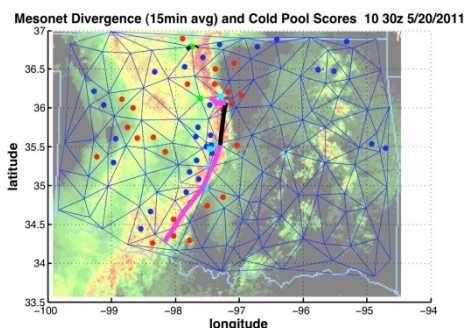 Mesonet Divergence (15min avg) and Cold Pool Scores 10 30z 5/20/2011
37
36.5
36
35.5
35
34.5
34
33.5
latitude
−100 −99 −98 −97 −96 −95 −94
longitude